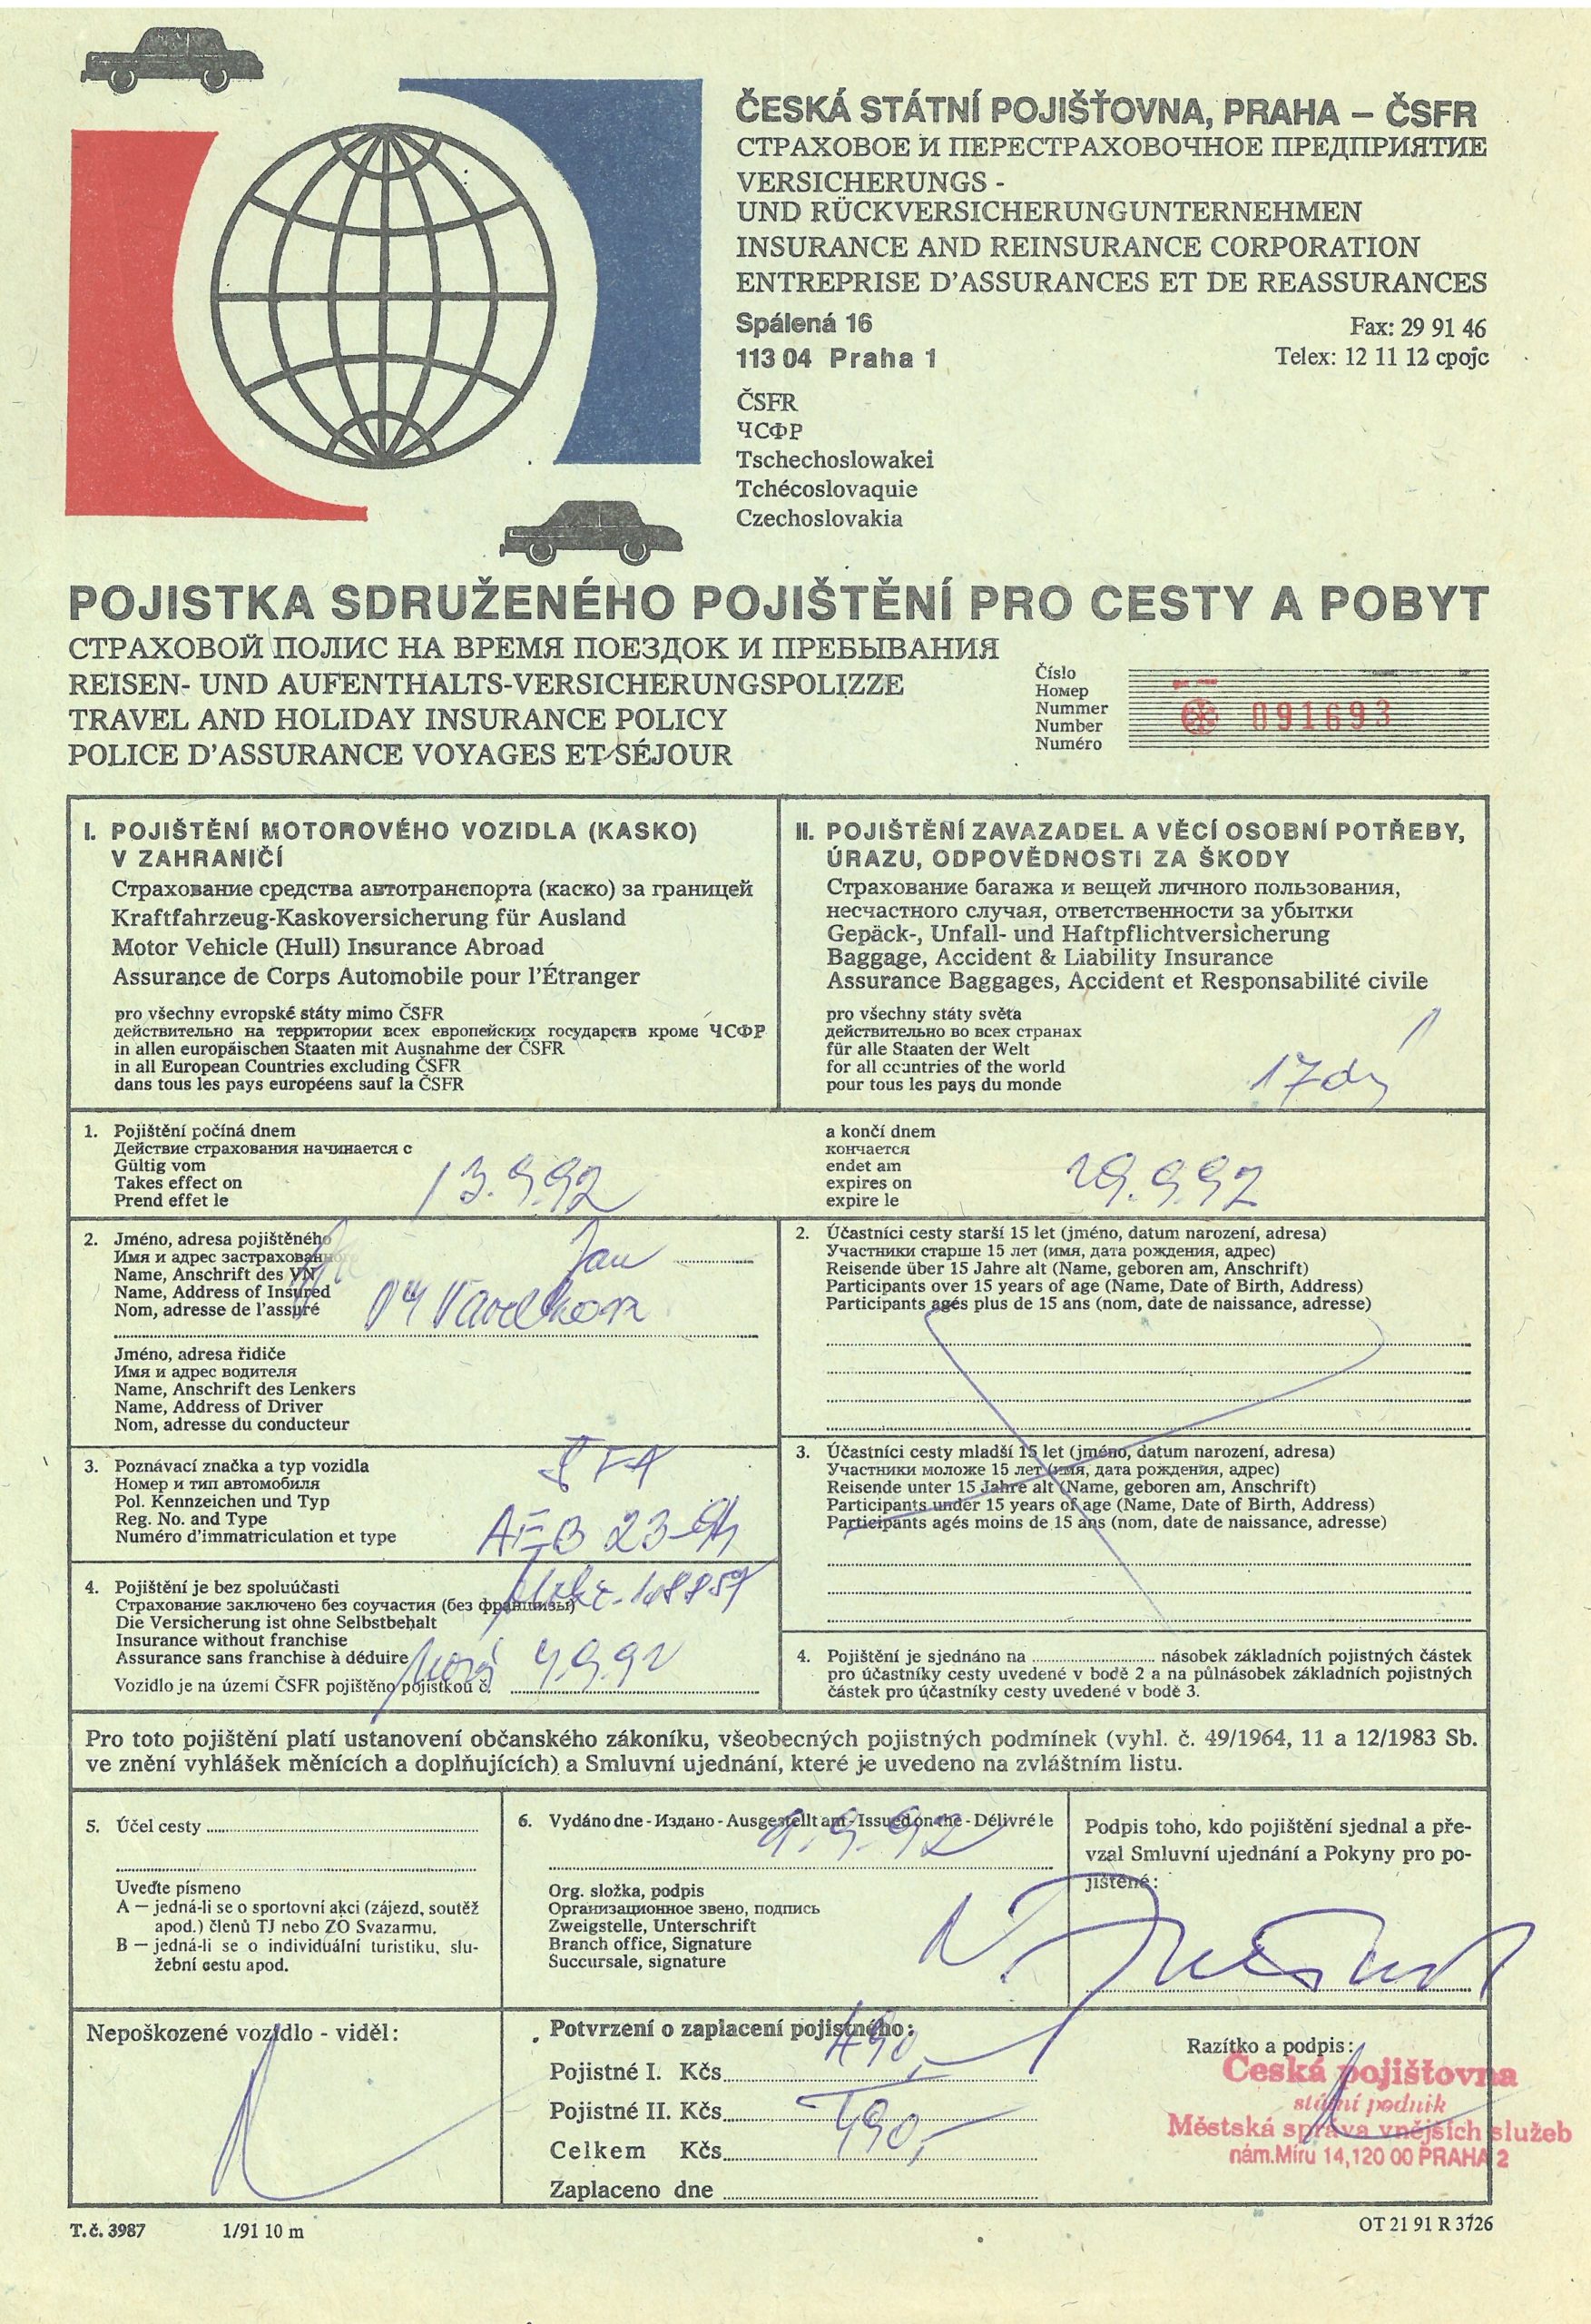 ČESKÁ STÁTNÍ POJIŠŤOVNA, PRAHA – ČSFR
СТРАХОВОЕ И ПЕРЕСТРАХОВОЧНОЕ ПРЕДПРИЯТИЕ
VERSICHERUNGS -
UND RÜCKVERSICHERUNGUNTERNEHMEN
INSURANCE AND REINSURANCE CORPORATION
ENTREPRISE D'ASSURANCES ET DE REASSURANCES
Spálená 16
113 04 Praha 1
Fax: 29 91 46
Telex: 12 11 12 cpojc
ČSFR
ЧСФР
Tschechoslowakei
Tchécoslovaquie
Czechoslovakia
POJISTKA SDRUŽENÉHO POJIŠTĚNÍ PRO CESTY A POBYT
СТРАХОВОЙ ПОЛИС НА ВРЕМЯ ПОЕЗДОК И ПРЕБЫВАНИЯ
REISEN- UND AUFENTHALTS-VERSICHERUNGSPOLIZZE
TRAVEL AND HOLIDAY INSURANCE POLICY
POLICE D'ASSURANCE VOYAGES ET SÉJOUR
Číslo
Номер
Nummer
Number
Numéro
091693
I. POJIŠTĚNÍ MOTOROVÉHO VOZIDLA (KASKO)
V ZAHRANIČÍ
Страхование средства автотранспорта (каско) за границей
Kraftfahrzeug-Kaskoversicherung für Ausland
Motor Vehicle (Hull) Insurance Abroad
Assurance de Corps Automobile pour l'Étranger
pro všechny evropské státy mimo ČSFR
действительно на территории всех европейских государств кроме ЧСФР
in allen europäischen Staaten mit Ausnahme der ČSFR
in all European Countries excluding ČSFR
dans tous les pays européens sauf la ČSFR
II. POJIŠTĚNÍ ZAVAZADEL A VĚCÍ OSOBNÍ POTŘEBY,
ÚRAZU, ODPOVĚDNOSTI ZA ŠKODY
Страхование багажа и вещей личного пользования,
несчастного случая, ответственности за убытки
Gepäck-, Unfall- und Haftpflichtversicherung
Baggage, Accident & Liability Insurance
Assurance Baggages, Accident et Responsabilité civile
pro všechny státy světa
действительно во всех странах
für alle Staaten der Welt
for all countries of the world
pour tous les pays du monde
17
1. Pojištění počíná dnem
Действие страхования начинается с
Gültig vom
Takes effect on
Prend effet le
13.9.92
a končí dnem
кончается
endet am
expires on
expire le
29.9.92
2. Jméno, adresa pojištěného
Имя и адрес застрахованного
Name, Anschrift des VN
Name, Address of Insured
Nom, adresse de l'assuré
Jan
Jméno, adresa řidiče
Имя и адрес водителя
Name, Anschrift des Lenkers
Name, Address of Driver
Nom, adresse du conducteur
2. Účastníci cesty starší 15 let (jméno, datum narození, adresa)
Участники старше 15 лет (имя, дата рождения, адрес)
Reisende über 15 Jahre alt (Name, geboren am, Anschrift)
Participants over 15 years of age (Name, Date of Birth, Address)
Participants agés plus de 15 ans (nom, date de naissance, adresse)
3. Poznávací značka a typ vozidla
Номер и тип автомобиля
Pol. Kennzeichen und Typ
Reg. No. and Type
Numéro d'immatriculation et type
3. Účastníci cesty mladší 15 let (jméno, datum narození, adresa)
Участники моложе 15 лет (имя, дата рождения, адрес)
Reisende unter 15 Jahre alt (Name, geboren am, Anschrift)
Participants under 15 years of age (Name, Date of Birth, Address)
Participants agés moins de 15 ans (nom, date de naissance, adresse)
4. Pojištění je bez spoluúčasti
Страхование заключено без соучастия (без французы)
Die Versicherung ist ohne Selbstbehalt
Insurance without franchise
Assurance sans franchise à déduire
Vozidlo je na území ČSFR pojištěno pojistkou č.
4.9.92
4. Pojištění je sjednáno na ........ násobek základních pojistných částek
pro účastníky cesty uvedené v bodě 2 a na půlnásobek základních pojistných
částek pro účastníky cesty uvedené v bodě 3.
Pro toto pojištění platí ustanovení občanského zákoníku, všeobecných pojistných podmínek (vyhl. č. 49/1964, 11 a 12/1983 Sb.
ve znění vyhlášek měnících a doplňujících) a Smluvní ujednání, které je uvedeno na zvláštním listu.
5. Účel cesty
Uveďte písmeno
A — jedná-li se o sportovní akci (zájezd, soutěž
apod.) členů TJ nebo ZO Svazarmu,
B — jedná-li se o individuální turistiku, slu-
žební cestu apod.
6. Vydáno dne - Издано - Ausgestellt am - Issued on the - Délivré le
9.9.92
Org. složka, podpis
Организационное звено, подпись
Zweigstelle, Unterschrift
Branch office, Signature
Succursale, signature
Podpis toho, kdo pojištění sjednal a pře-
vzal Smluvní ujednání a Pokyny pro po-
jištěné:
Nepoškozené vozidlo - viděl:
Potvrzení o zaplacení pojistného:
Pojistné I. Kčs 490,-
Pojistné II. Kčs
Celkem Kčs 490,-
Zaplaceno dne
Razítko a podpis:
Česká pojišťovna
státní podnik
Městská správa vnějších služeb
nám.Míru 14,120 00 PRAHA 2
T.č. 3987 1/91 10 m
OT 21 91 R 3726